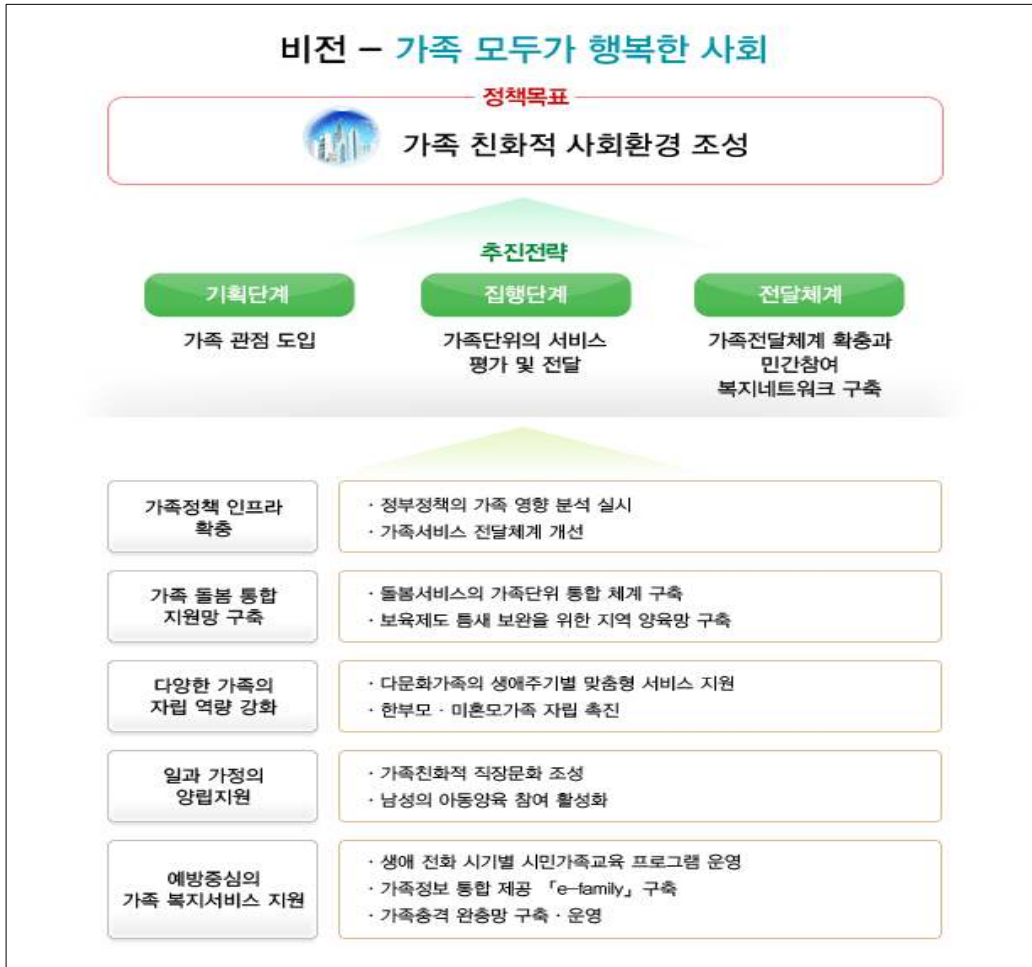 비전 – 가족 모두가 행복한 사회
정책목표
가족 친화적 사회환경 조성
추진전략
기획단계
가족 관점 도입
집행단계
가족단위의 서비스
평가 및 전달
전달체계
가족전달체계 확충과
민간참여
복지네트워크 구축
가족정책 인프라
확충
· 정부정책의 가족 영향 분석 실시
· 가족서비스 전달체계 개선
가족 돌봄 통합
지원망 구축
· 돌봄서비스의 가족단위 통합 체계 구축
· 보육제도 틈새 보완을 위한 지역 양육망 구축
다양한 가족의
자립 역량 강화
· 다문화가족의 생애주기별 맞춤형 서비스 지원
· 한부모 · 미혼모가족 자립 촉진
일과 가정의
양립지원
· 가족친화적 직장문화 조성
· 남성의 아동양육 참여 활성화
예방중심의
가족 복지서비스 지원
· 생애 전화 시기별 시민가족교육 프로그램 운영
· 가족정보 통합 제공 「e-family」 구축
· 가족충격 완충망 구축 · 운영